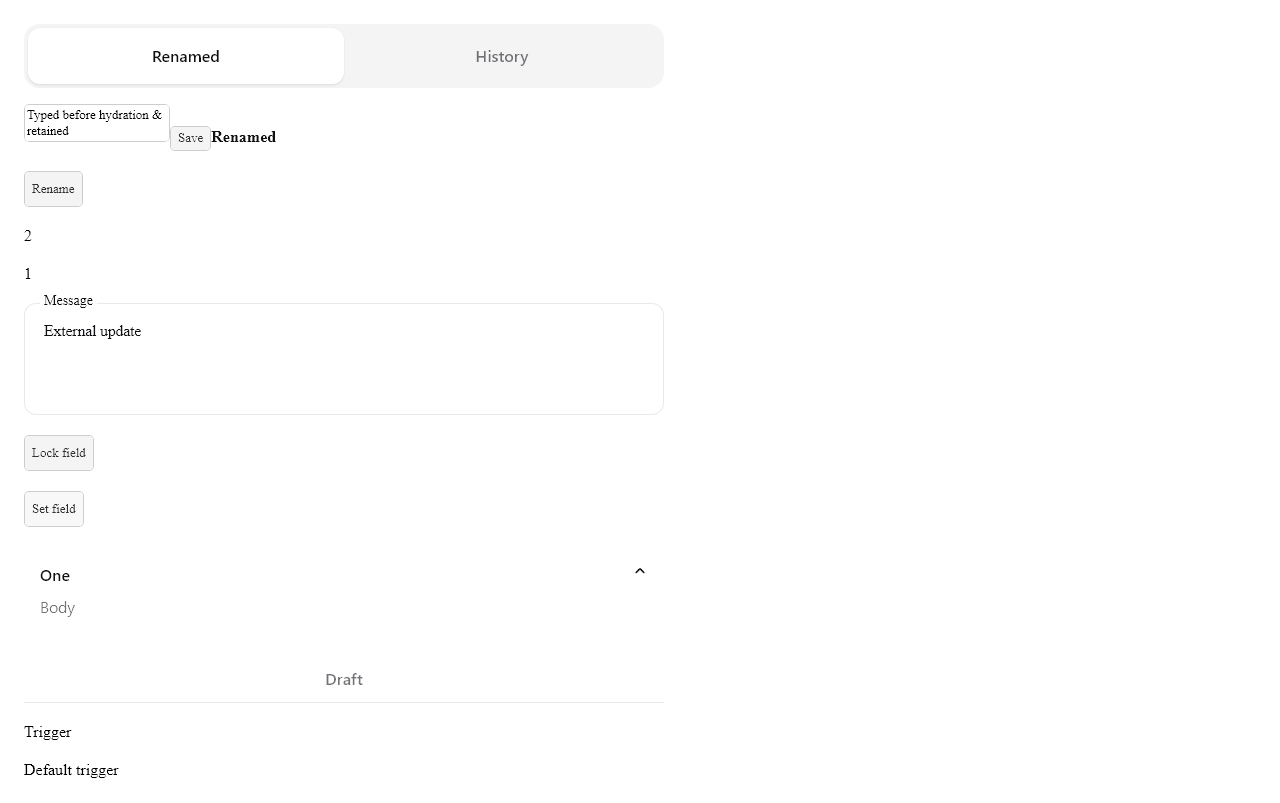 Renamed History
Typed before hydration &
retained
Save Renamed
Rename
2
1
Message
External update
Lock field
Set field
One
Body
Draft
Trigger
Default trigger